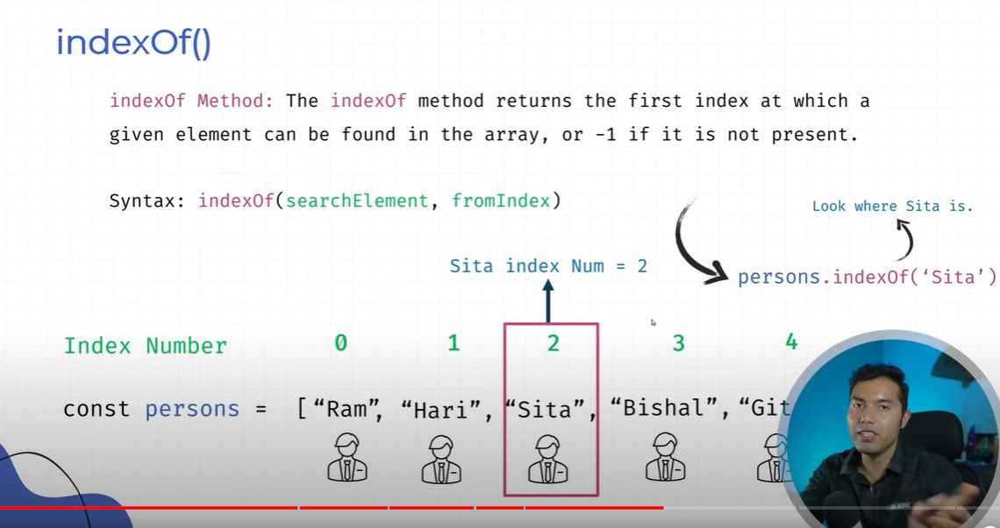 indexOf()
indexOf Method: The indexOf method returns the first index at which a
given element can be found in the array, or -1 if it is not present.
Syntax: indexOf(searchElement, fromIndex)
Look where Sita is.
Sita index Num = 2
persons.indexOf(‘Sita’)
Index Number 0 1 2 3 4
const persons = [ “Ram”, “Hari”, “Sita”, “Bishal”, “Git